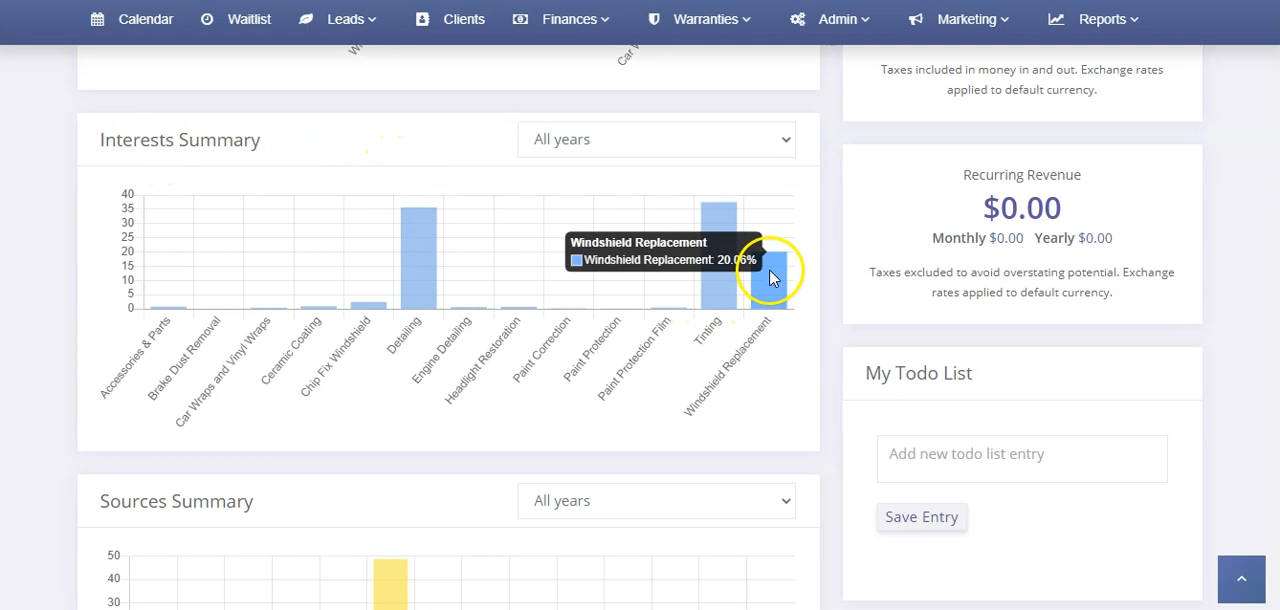 Calendar
Waitlist
Leads
Clients
Finances
Warranties
Admin
Marketing
Reports
Taxes included in money in and out. Exchange rates
applied to default currency.
Interests Summary
All years
40
35
30
25
20
15
10
5
0
Windshield Replacement
Windshield Replacement: 20.06%
Accessories & Parts
Brake Dust Removal
Car Wraps and Vinyl Wraps
Ceramic Coating
Chip Fix Windshield
Detailing
Engine Detailing
Headlight Restoration
Paint Correction
Paint Protection
Paint Protection Film
Tinting
Windshield Replacement
Recurring Revenue
$0.00
Monthly $0.00 Yearly $0.00
Taxes excluded to avoid overstating potential. Exchange
rates applied to default currency.
My Todo List
Add new todo list entry
Save Entry
Sources Summary
All years
50
40
30